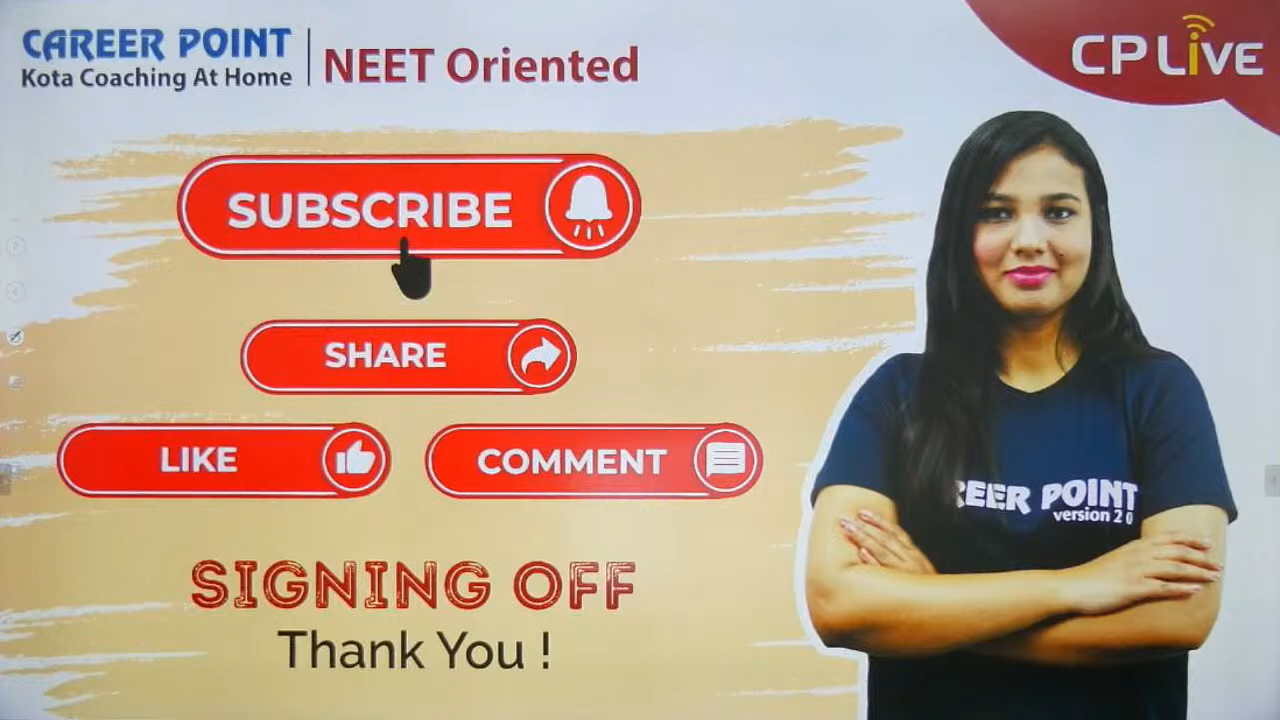 CAREER POINT
Kota Coaching At Home
NEET Oriented
CP LIVE
SUBSCRIBE
SHARE
LIKE
COMMENT
REER POINT
version 2 0
SIGNING OFF
Thank You !